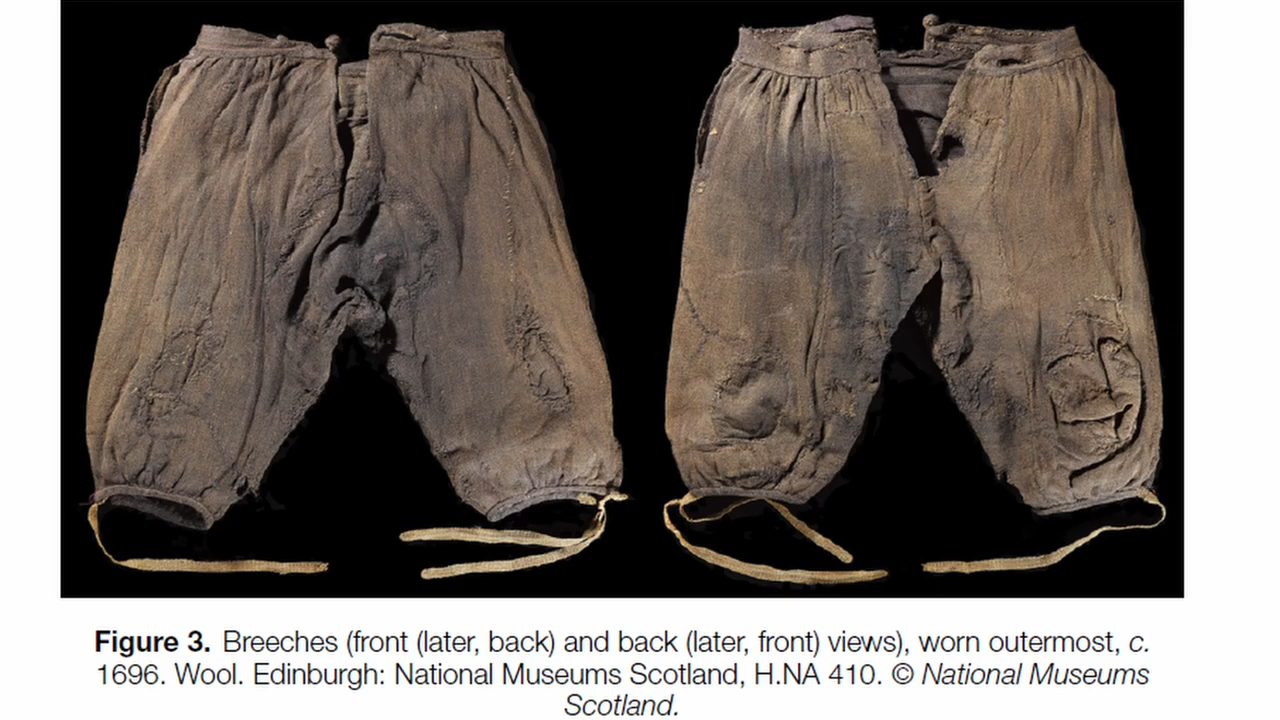 Figure 3. Breeches (front (later, back) and back (later, front) views), worn outermost, c.
1696. Wool. Edinburgh: National Museums Scotland, H.NA 410. © National Museums
Scotland.